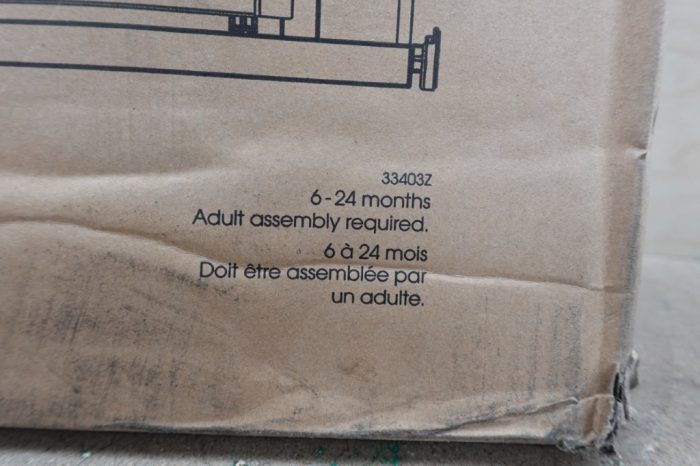 33403Z
6-24 months
Adult assembly required.
6 à 24 mois
Doit être assemblée par
un adulte.